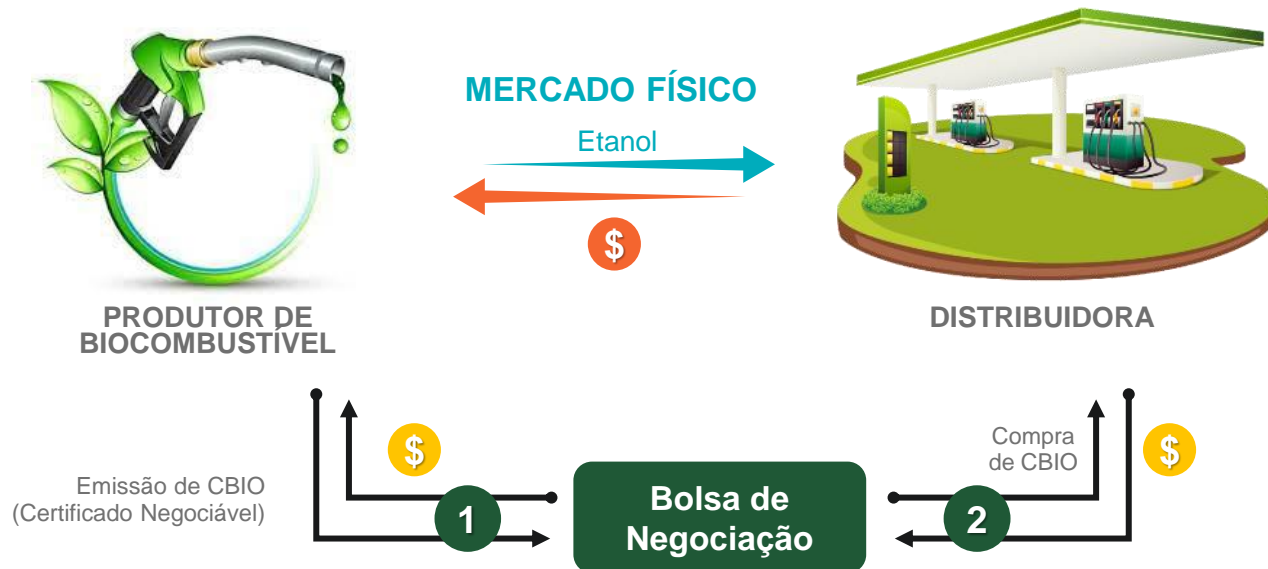 MERCADO FÍSICO
Etanol
$
PRODUTOR DE
BIOCOMBUSTÍVEL
DISTRIBUIDORA
$
Compra
de CBIO
$
Emissão de CBIO
(Certificado Negociável)
1
Bolsa de
Negociação
2